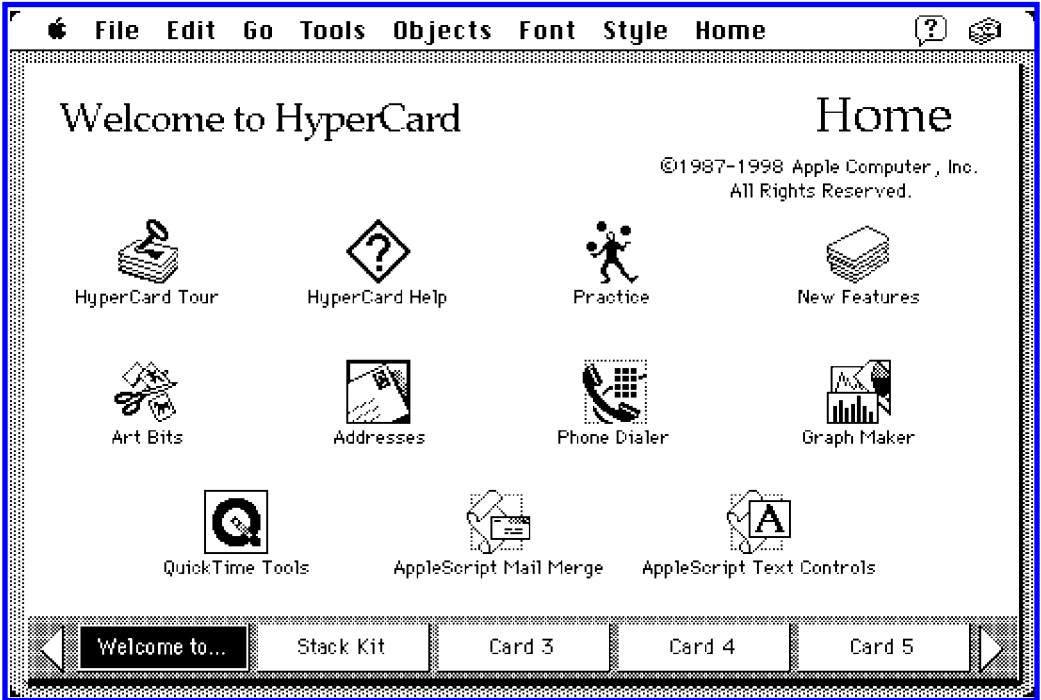 File Edit Go Tools Objects Font Style Home ?
Welcome to HyperCard
Home
©1987-1998 Apple Computer, Inc.
All Rights Reserved.
?
HyperCard Tour HyperCard Help Practice New Features
Art Bits Addresses Phone Dialer Graph Maker
Q A
QuickTime Tools AppleScript Mail Merge AppleScript Text Controls
Welcome to... Stack Kit Card 3 Card 4 Card 5